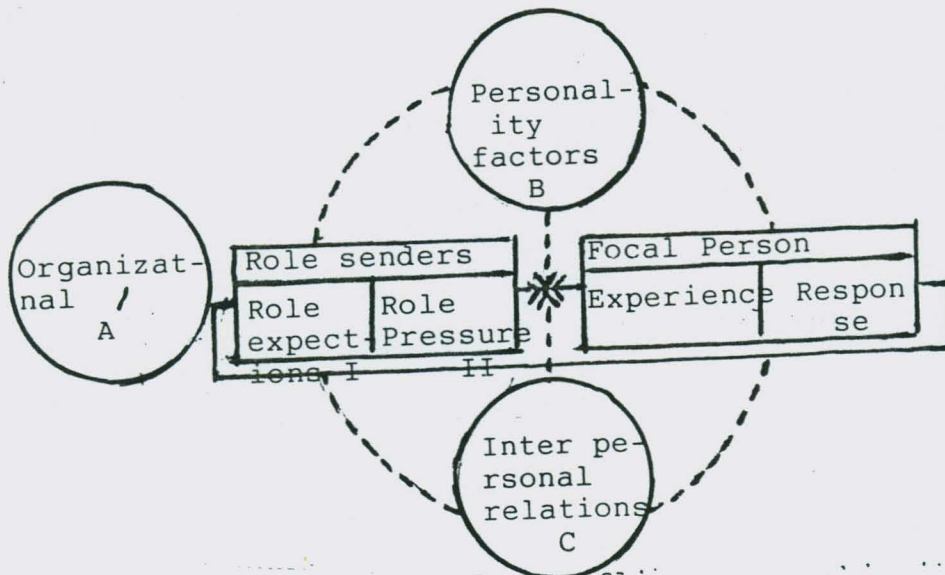 Personal-
ity
factors
B
Organizat-
nal
A
Role senders
Role
expect-
ions I
Role
Pressure
II
Focal Person
Experience
Respon
se
Inter pe-
rsonal
relations
C